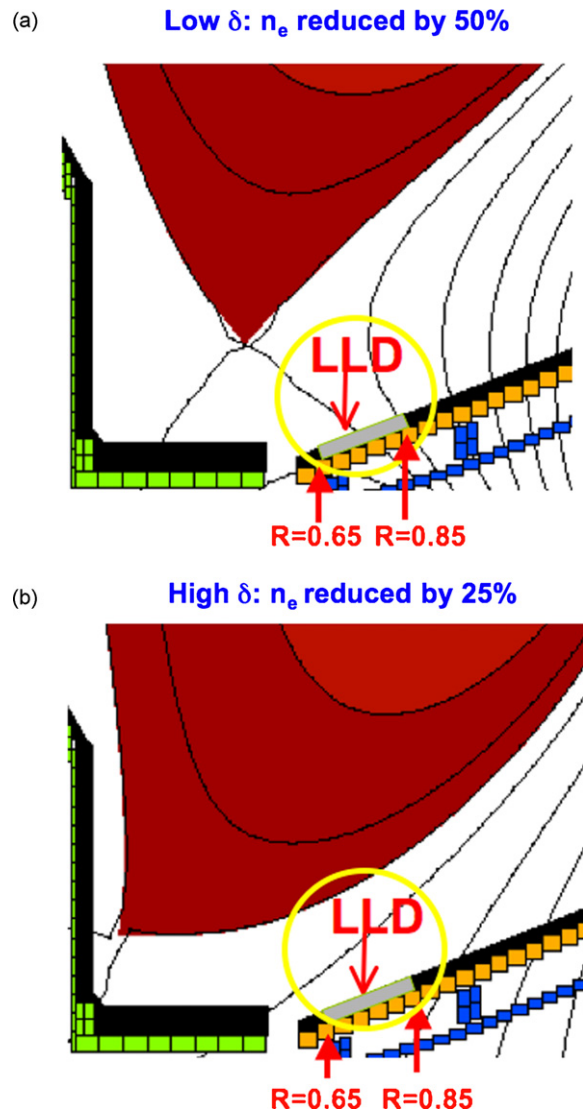 (a)
Low δ: nₑ reduced by 50%
LLD
R=0.65 R=0.85
(b)
High δ: nₑ reduced by 25%
LLD
R=0.65 R=0.85